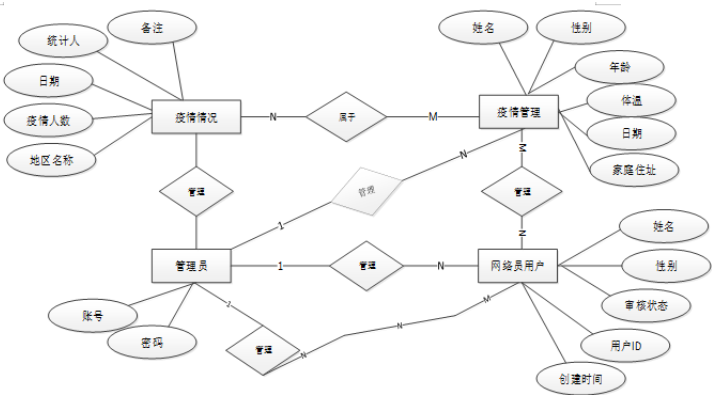 备注
姓名
性别
统计人
年龄
日期
体温
疫情情况
N
属于
M
疫情管理
疫情人数
日期
地区名称
家庭住址
管理
N
M
管理
管理
1
N
姓名
管理员
1
管理
N
网络员用户
性别
账号
1
M
审核状态
密码
管理
N
N
用户ID
创建时间